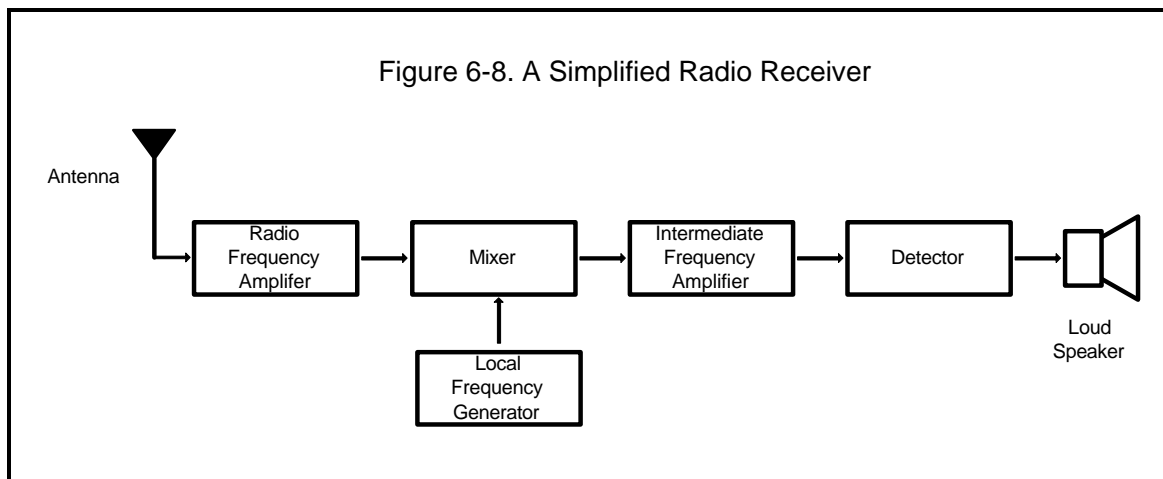 Figure 6-8. A Simplified Radio Receiver
Antenna
Radio
Frequency
Amplifer
Mixer
Intermediate
Frequency
Amplifier
Detector
Loud
Speaker
Local
Frequency
Generator